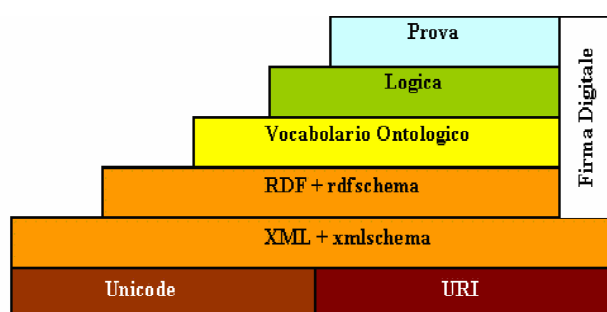 Prova
Logica
Vocabolario Ontologico
RDF + rdfschema
XML + xmlschema
Unicode
URI
Firma Digitale